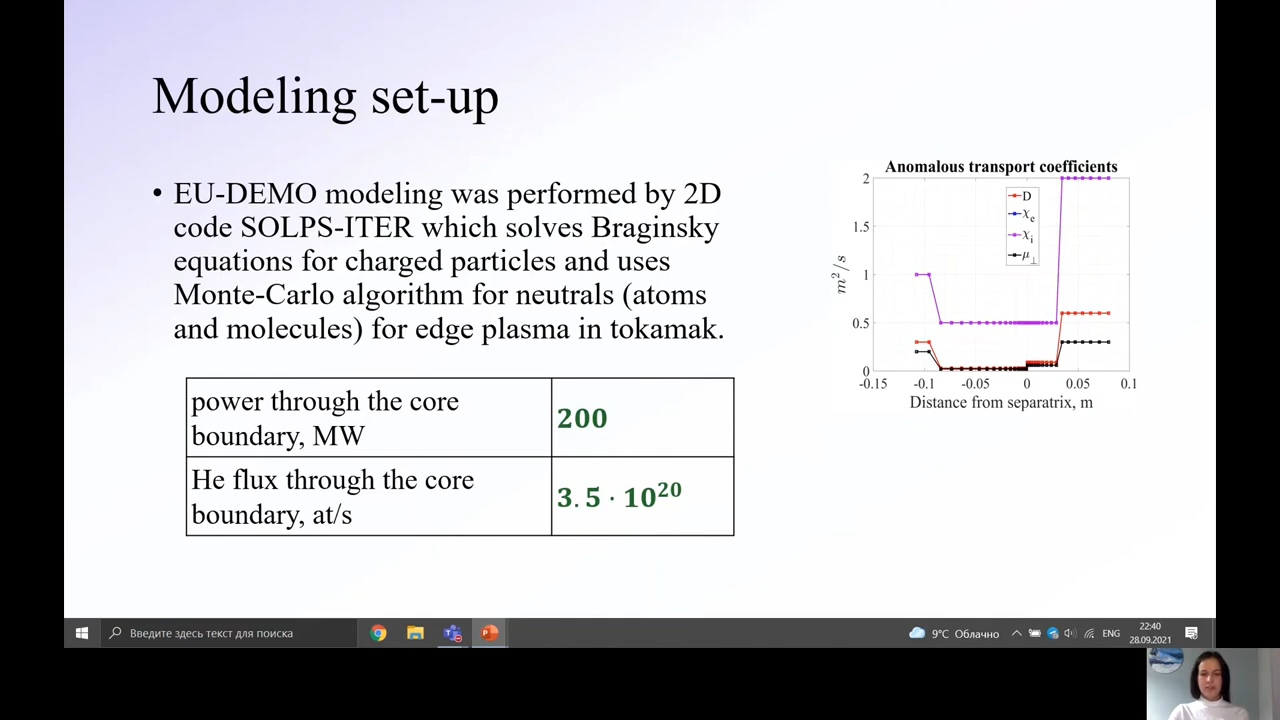 Modeling set-up
• EU-DEMO modeling was performed by 2D
code SOLPS-ITER which solves Braginsky
equations for charged particles and uses
Monte-Carlo algorithm for neutrals (atoms
and molecules) for edge plasma in tokamak.
power through the core
boundary, MW
200
He flux through the core
boundary, at/s
3.5 · 10²⁰
Anomalous transport coefficients
2
1.5
1
0.5
0
m²/s
D
χₑ
χᵢ
μ⊥
-0.15 -0.1 -0.05 0 0.05 0.1
Distance from separatrix, m
Введите здесь текст для поиска
9°C Облачно
ENG
22:40
28.09.2021